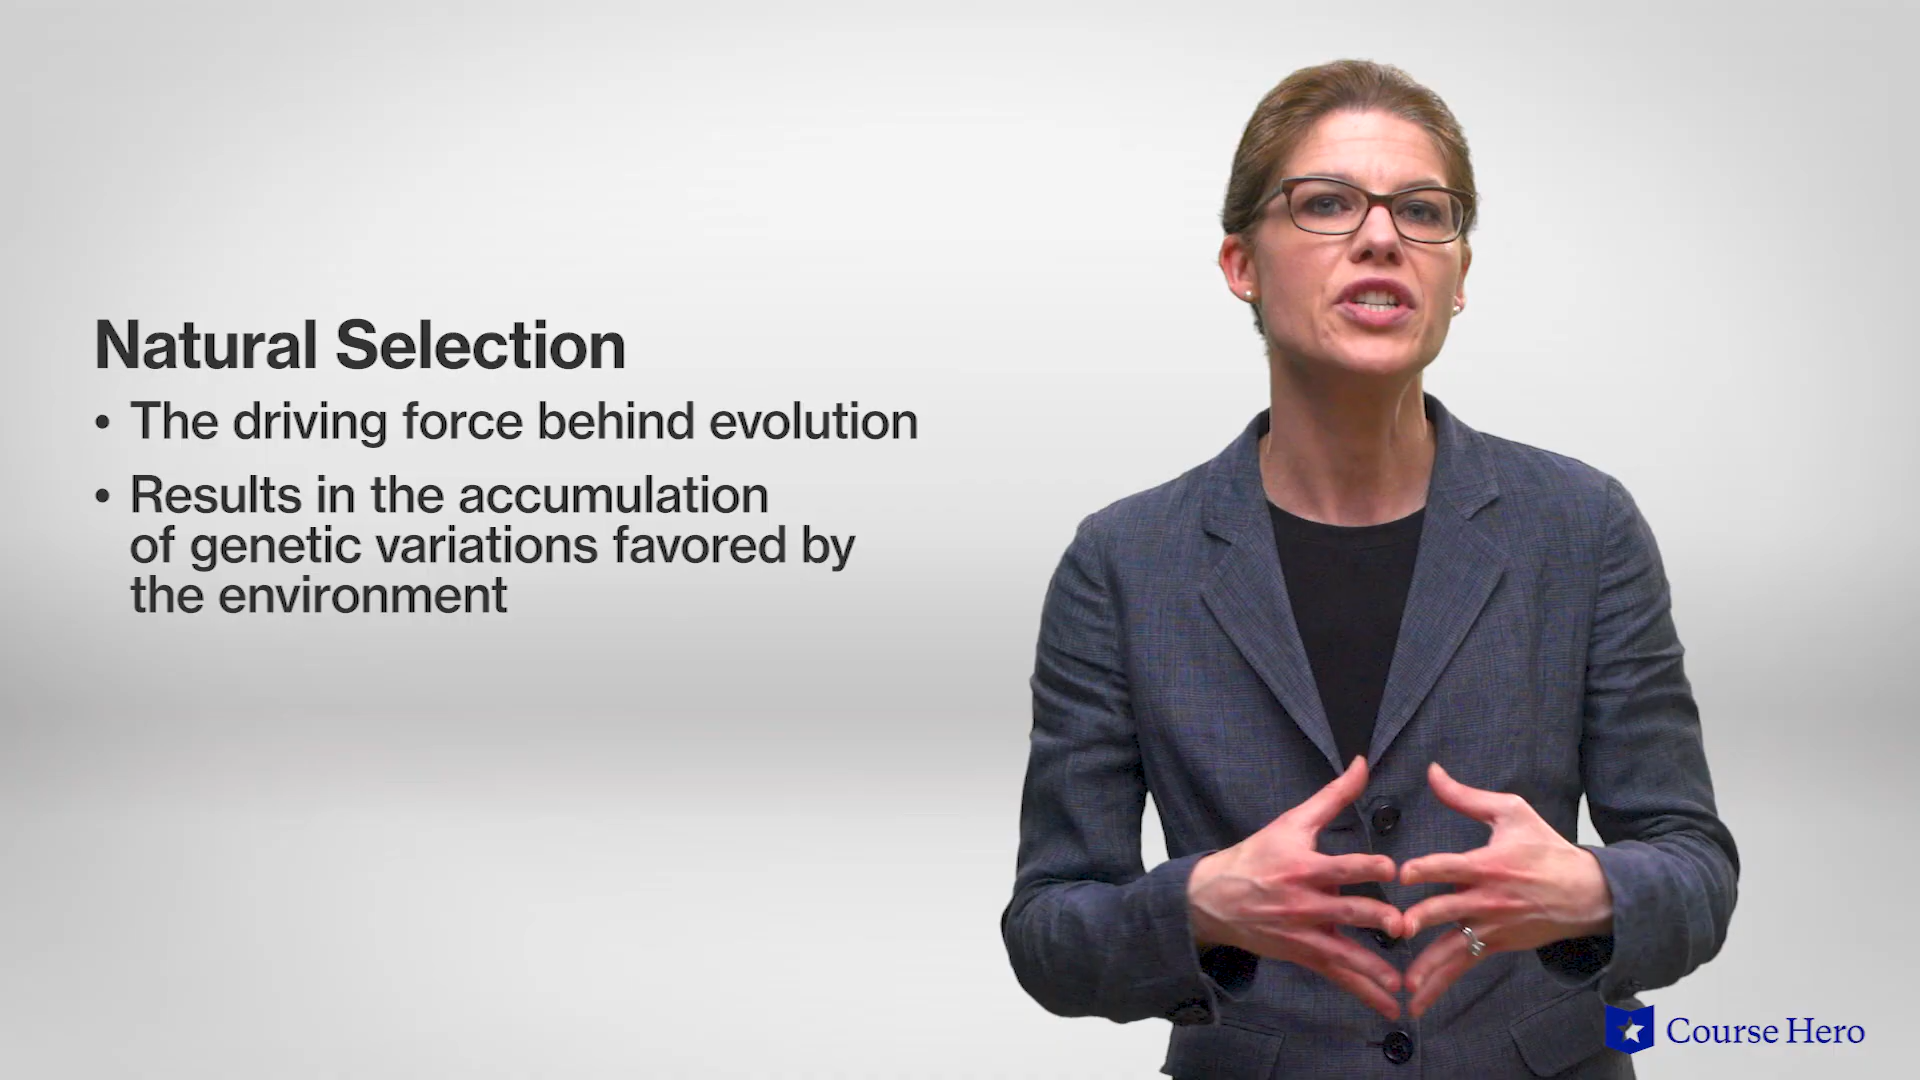 Natural Selection
• The driving force behind evolution
• Results in the accumulation
of genetic variations favored by
the environment
Course Hero